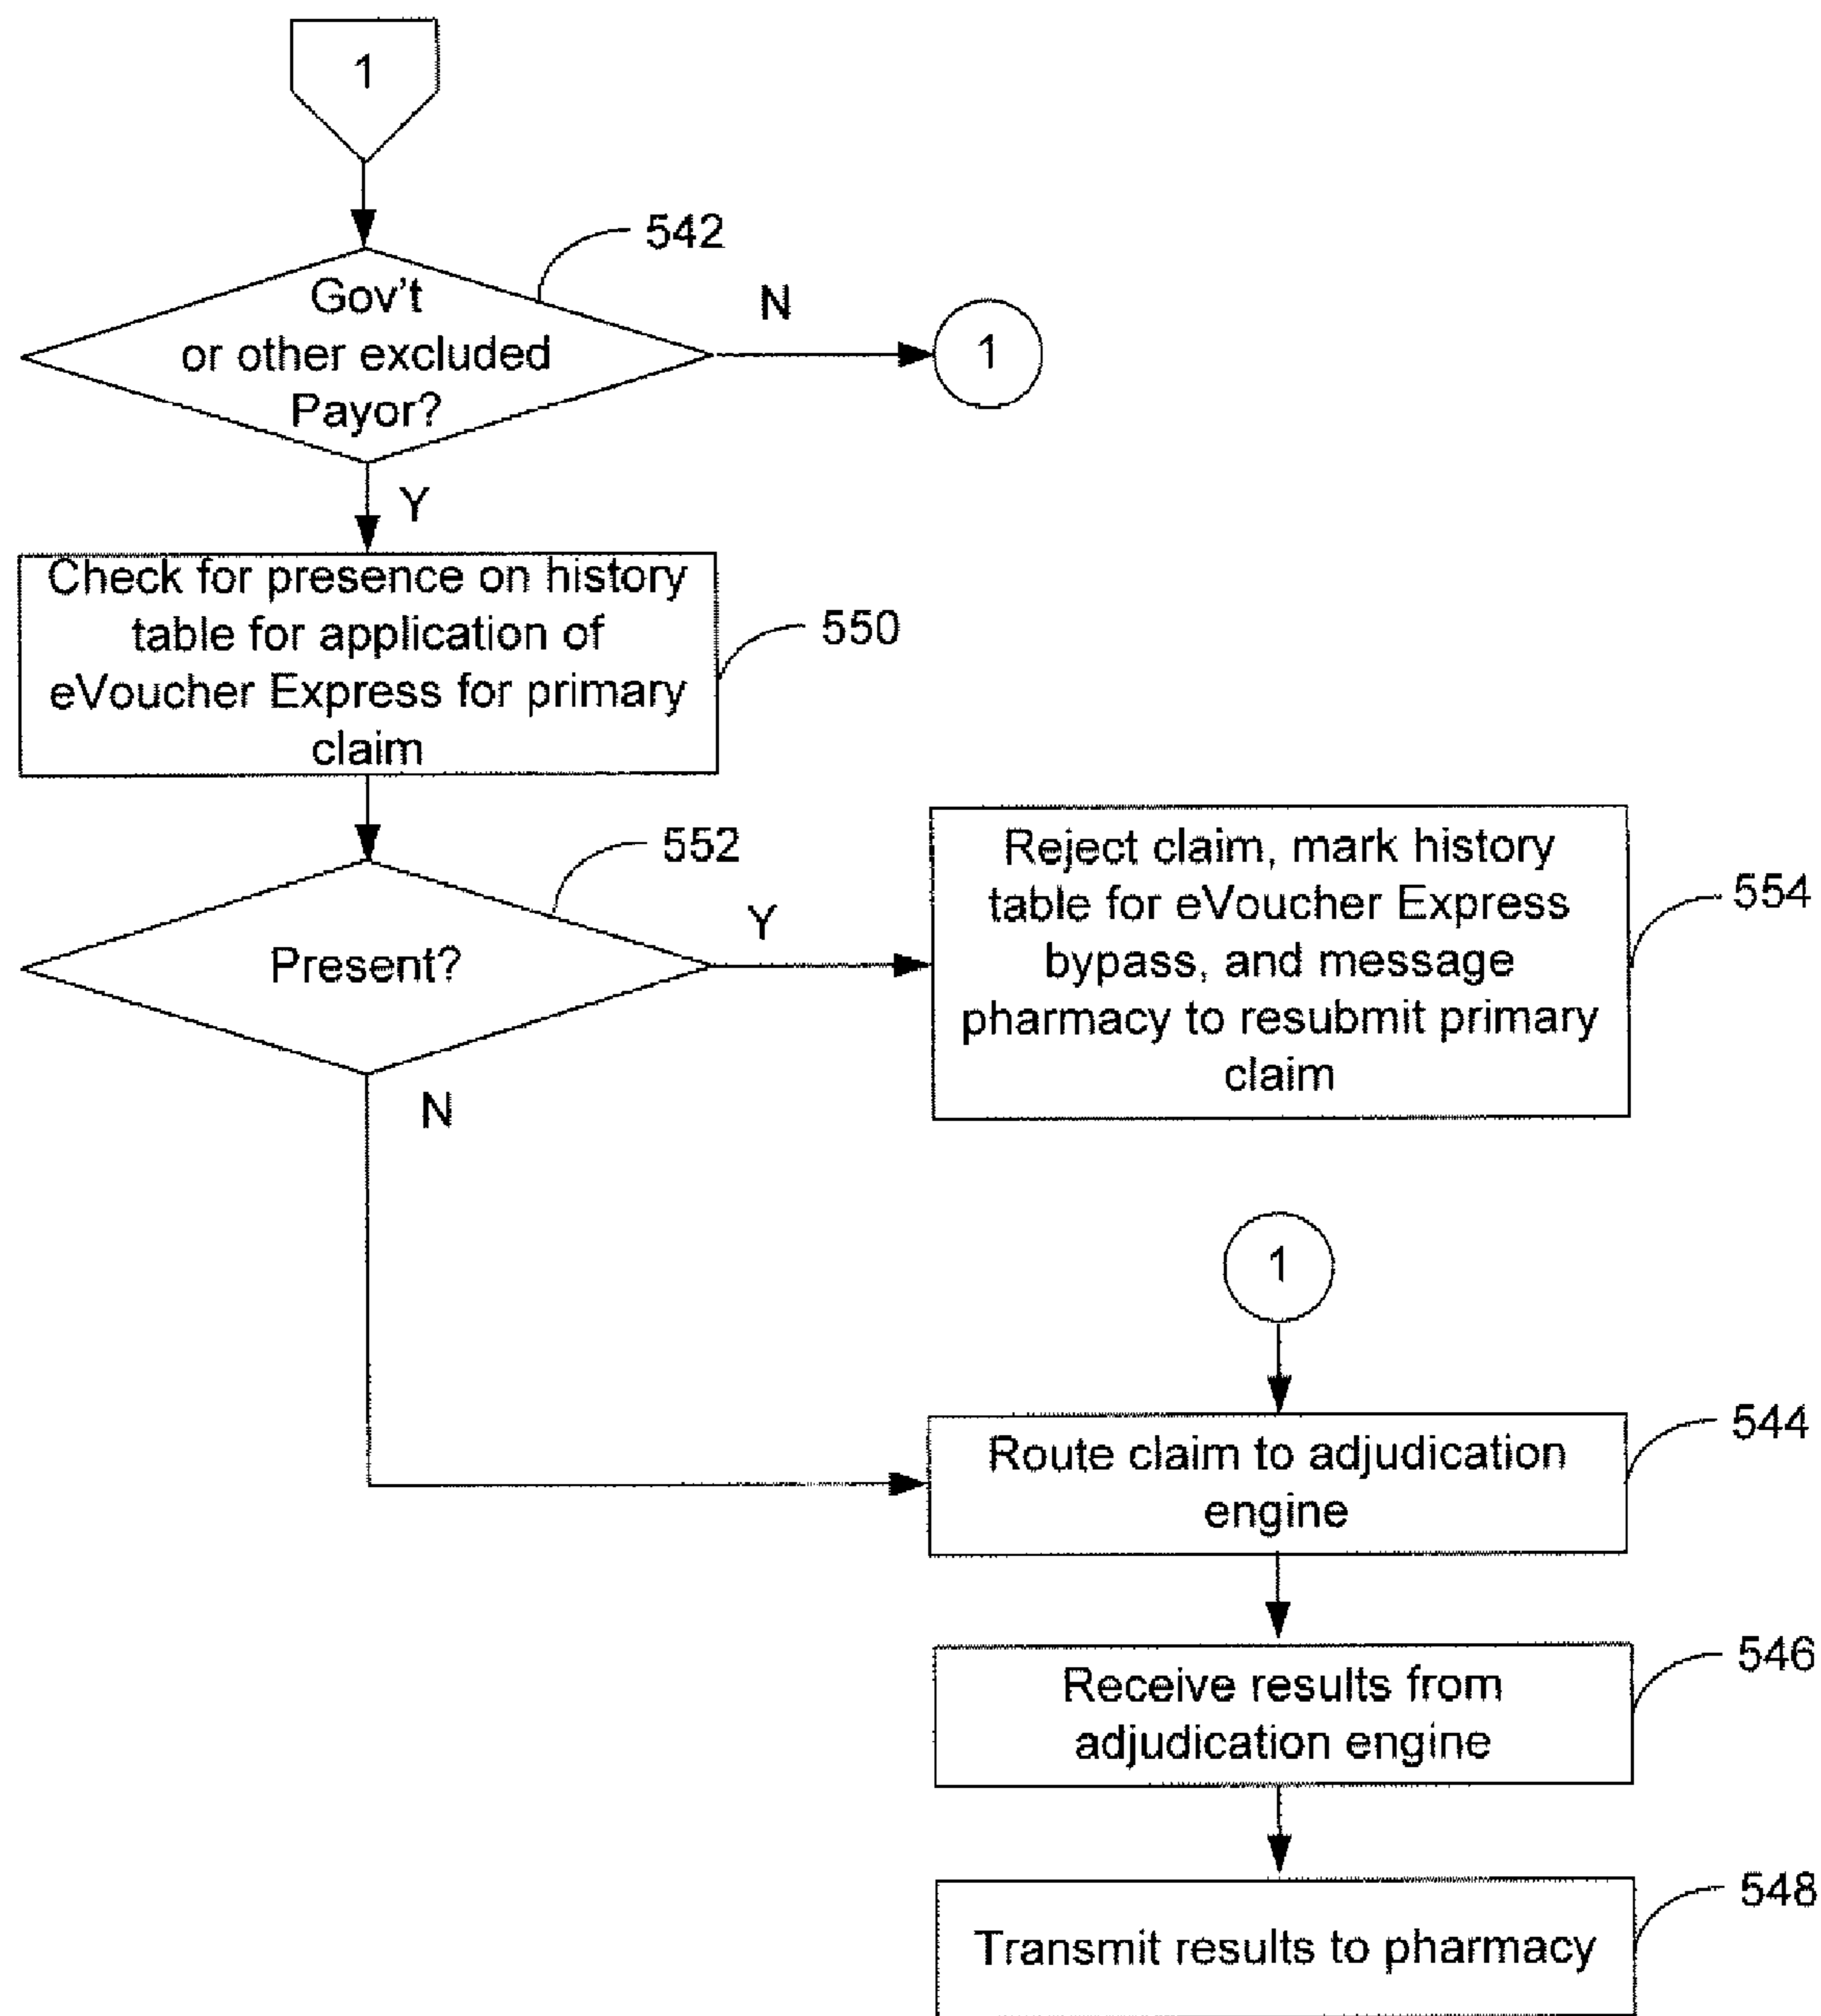 1
542
Gov't
or other excluded
Payor?
N
1
Y
Check for presence on history
table for application of
eVoucher Express for primary
claim
550
552
Present?
Y
Reject claim, mark history
table for eVoucher Express
bypass, and message
pharmacy to resubmit primary
claim
554
N
1
Route claim to adjudication
engine
544
Receive results from
adjudication engine
546
Transmit results to pharmacy
548